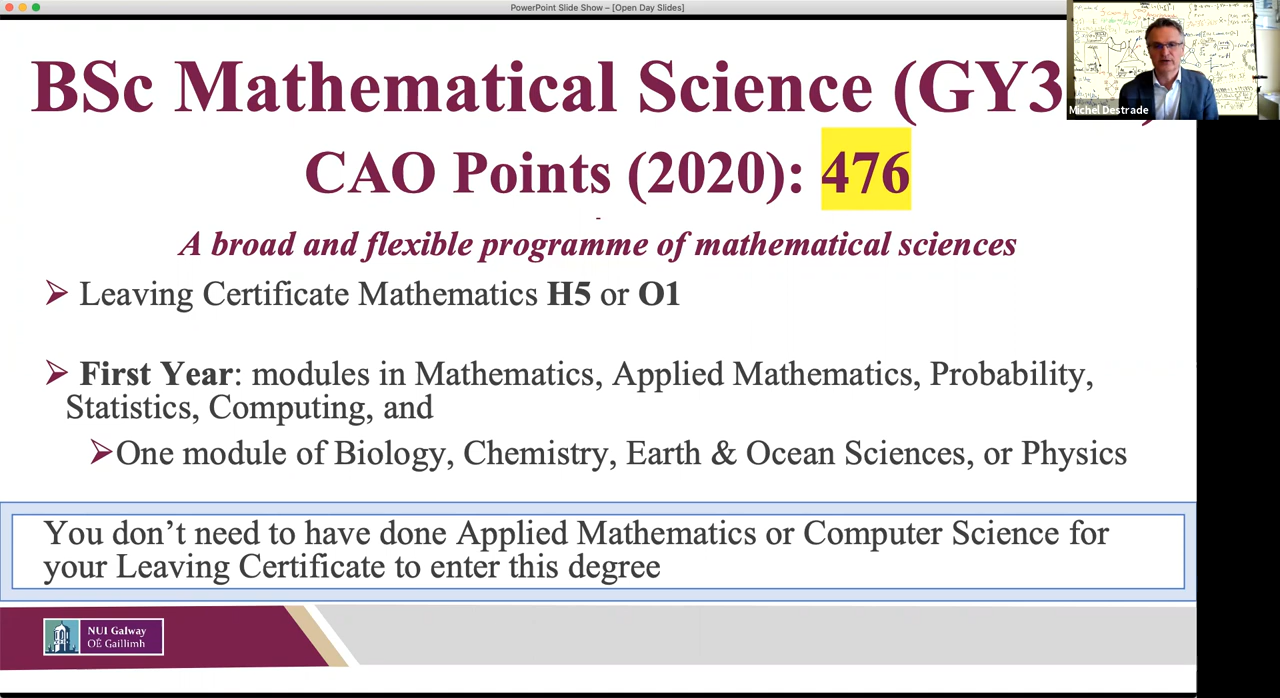 PowerPoint Slide Show – [Open Day Slides]
BSc Mathematical Science (GY3
Michel Destrade
CAO Points (2020): 476
A broad and flexible programme of mathematical sciences
➢ Leaving Certificate Mathematics H5 or O1
➢ First Year: modules in Mathematics, Applied Mathematics, Probability,
Statistics, Computing, and
➢One module of Biology, Chemistry, Earth & Ocean Sciences, or Physics
You don’t need to have done Applied Mathematics or Computer Science for
your Leaving Certificate to enter this degree
NUI Galway
OÉ Gaillimh